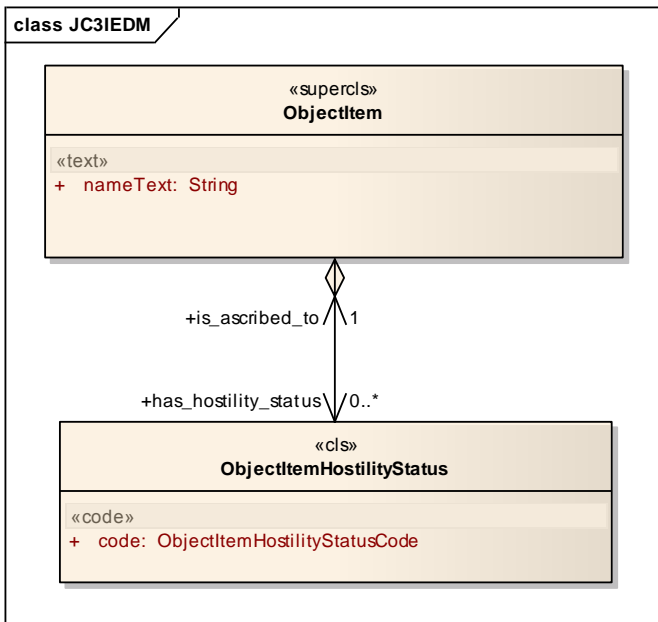 class JC3IEDM
«supercls»
ObjectItem
«text»
+ nameText: String
+is_ascribed_to 1
+has_hostility_status 0..*
«cls»
ObjectItemHostilityStatus
«code»
+ code: ObjectItemHostilityStatusCode